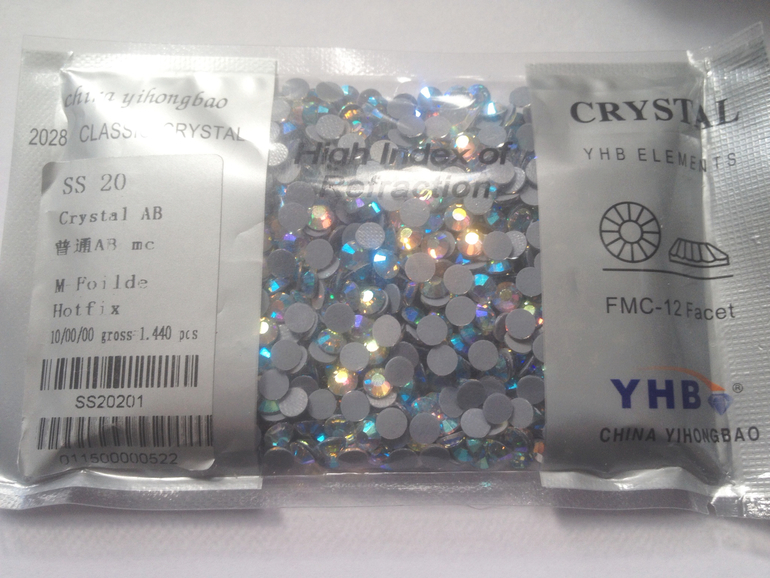 china yihongbao
2028 CLASSIC CRYSTAL
SS 20
Crystal AB
普通AB mc
M-Foilde
Hotfix
10/00/00 gross 1.440 pcs
SS20201
011500000522
High Index of
Refraction
CRYSTAL
YHB ELEMENTS
FMC-12 Facet
YHB®
CHINA YIHONGBAO